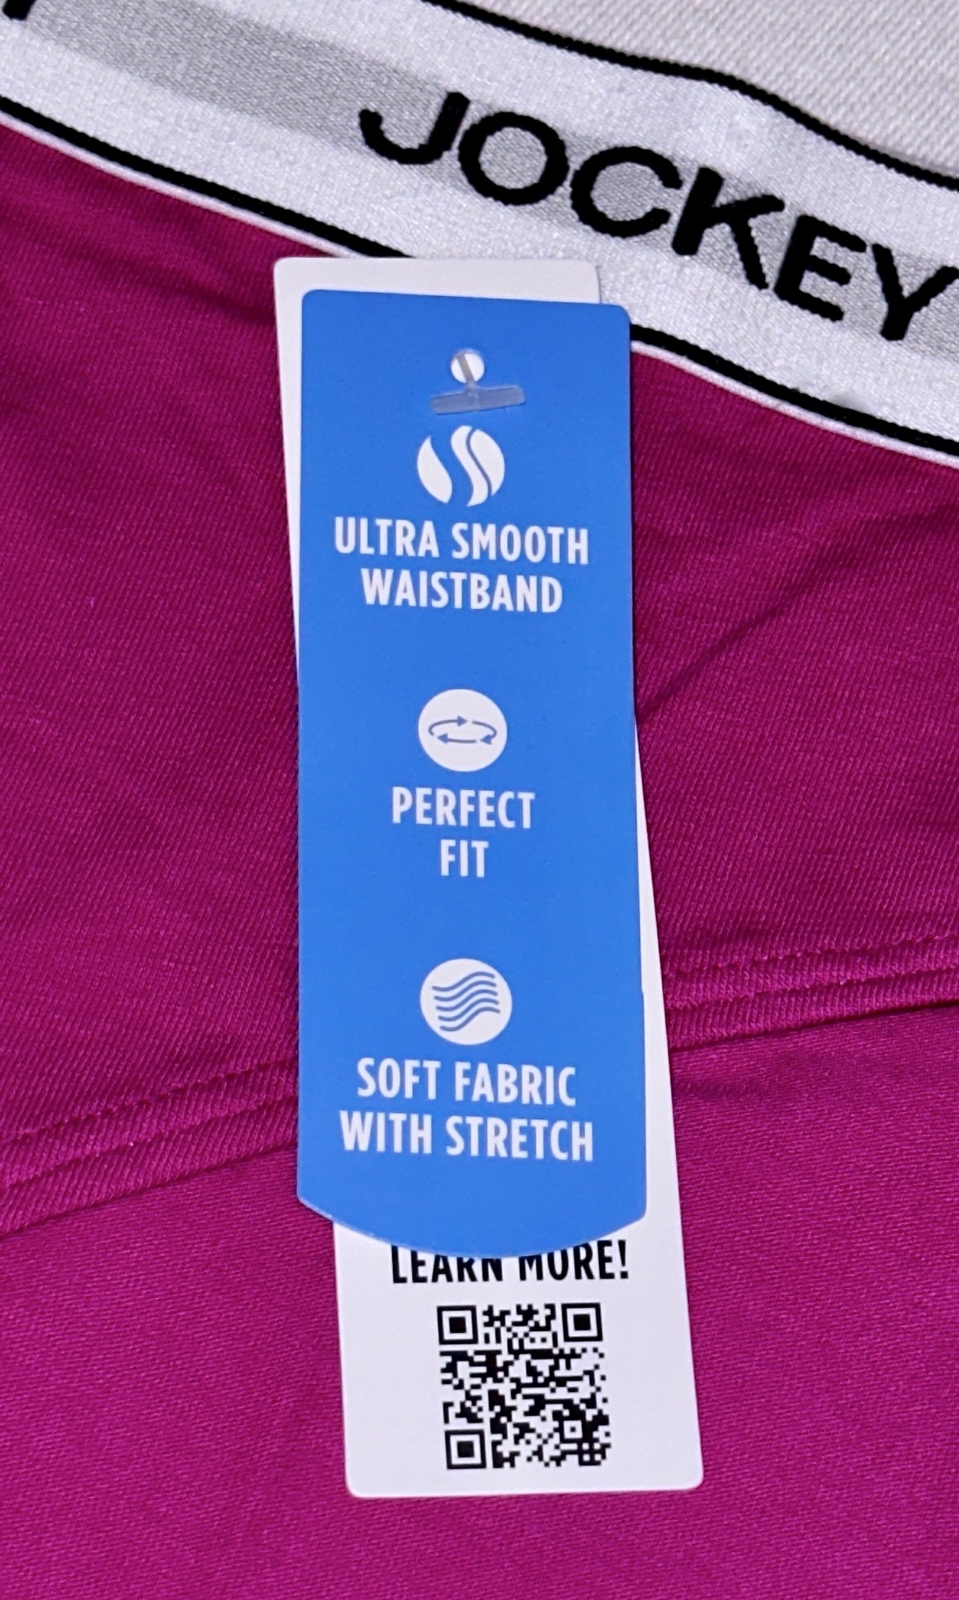 JOCKEY
ULTRA SMOOTH
WAISTBAND
PERFECT
FIT
SOFT FABRIC
WITH STRETCH
LEARN MORE!